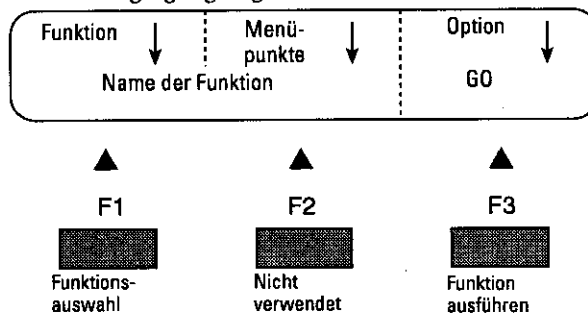 Funktion
Menü-
punkte
Option
Name der Funktion
GO
F1
F2
F3
Funktions-
auswahl
Nicht
verwendet
Funktion
ausführen